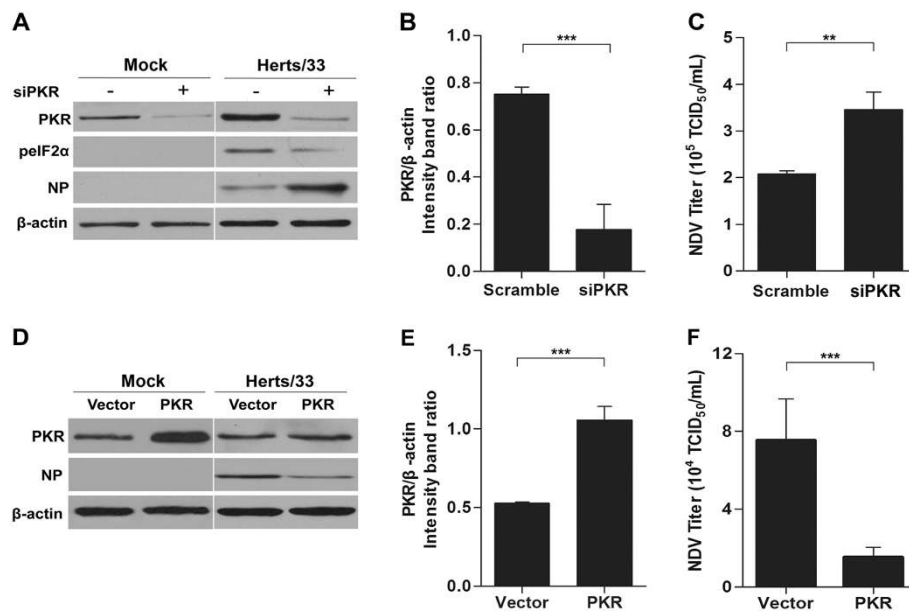 A
Mock Herts/33
siPKR - + - +
PKR
peIF2α
NP
β-actin
B
***
PKR/β -actin
Intensity band ratio
1.0
0.8
0.6
0.4
0.2
0.0
Scramble siPKR
C
**
NDV Titer (10⁵ TCID₅₀/mL)
5
4
3
2
1
0
Scramble siPKR
D
Mock Herts/33
Vector PKR Vector PKR
PKR
NP
β-actin
E
***
PKR/β -actin
Intensity band ratio
1.5
1.0
0.5
0.0
Vector PKR
F
***
NDV Titer (10⁴ TCID₅₀/mL)
12
8
4
0
Vector PKR